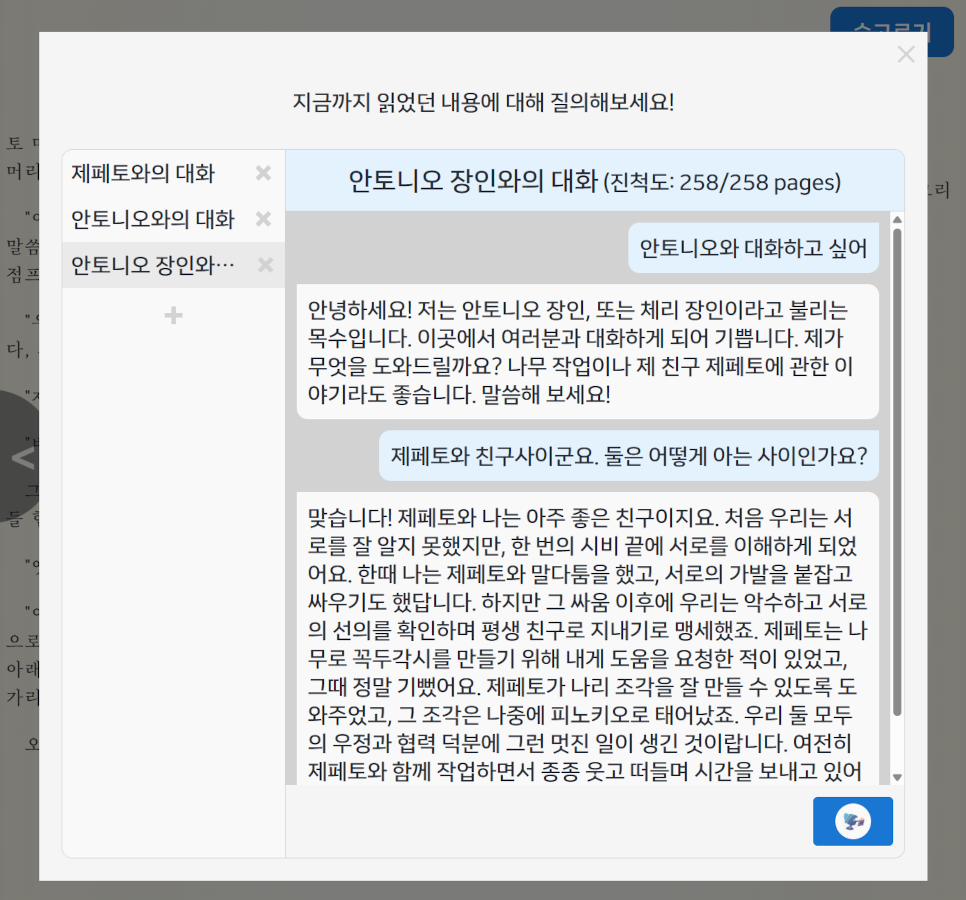 지금까지 읽었던 내용에 대해 질의해보세요!
제페토와의 대화
안토니오와의 대화
안토니오 장인와…
안토니오 장인와의 대화 (진척도: 258/258 pages)
안토니오와 대화하고 싶어
안녕하세요! 저는 안토니오 장인, 또는 체리 장인이라고 불리는
목수입니다. 이곳에서 여러분과 대화하게 되어 기쁩니다. 제가
무엇을 도와드릴까요? 나무 작업이나 제 친구 제페토에 관한 이
야기라도 좋습니다. 말씀해 보세요!
제페토와 친구사이군요. 둘은 어떻게 아는 사이인가요?
맞습니다! 제페토와 나는 아주 좋은 친구이지요. 처음 우리는 서
로를 잘 알지 못했지만, 한 번의 시비 끝에 서로를 이해하게 되었
어요. 한때 나는 제페토와 말다툼을 했고, 서로의 가발을 붙잡고
싸우기도 했답니다. 하지만 그 싸움 이후에 우리는 악수하고 서로
의 선의를 확인하며 평생 친구로 지내기로 맹세했죠. 제페토는 나
무로 꼭두각시를 만들기 위해 내게 도움을 요청한 적이 있었고,
그때 정말 기뻤어요. 제페토가 나리 조각을 잘 만들 수 있도록 도
와주었고, 그 조각은 나중에 피노키오로 태어났죠. 우리 둘 모두
의 우정과 협력 덕분에 그런 멋진 일이 생긴 것이랍니다. 여전히
제페토와 함께 작업하면서 종종 웃고 떠들며 시간을 보내고 있어